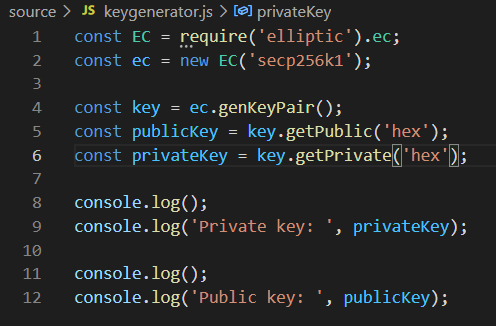 source > JS keygenerator.js > privateKey
1 const EC = require('elliptic').ec;
2 const ec = new EC('secp256k1');
3
4 const key = ec.genKeyPair();
5 const publicKey = key.getPublic('hex');
6 const privateKey = key.getPrivate('hex');
7
8 console.log();
9 console.log('Private key: ', privateKey);
10
11 console.log();
12 console.log('Public key: ', publicKey);